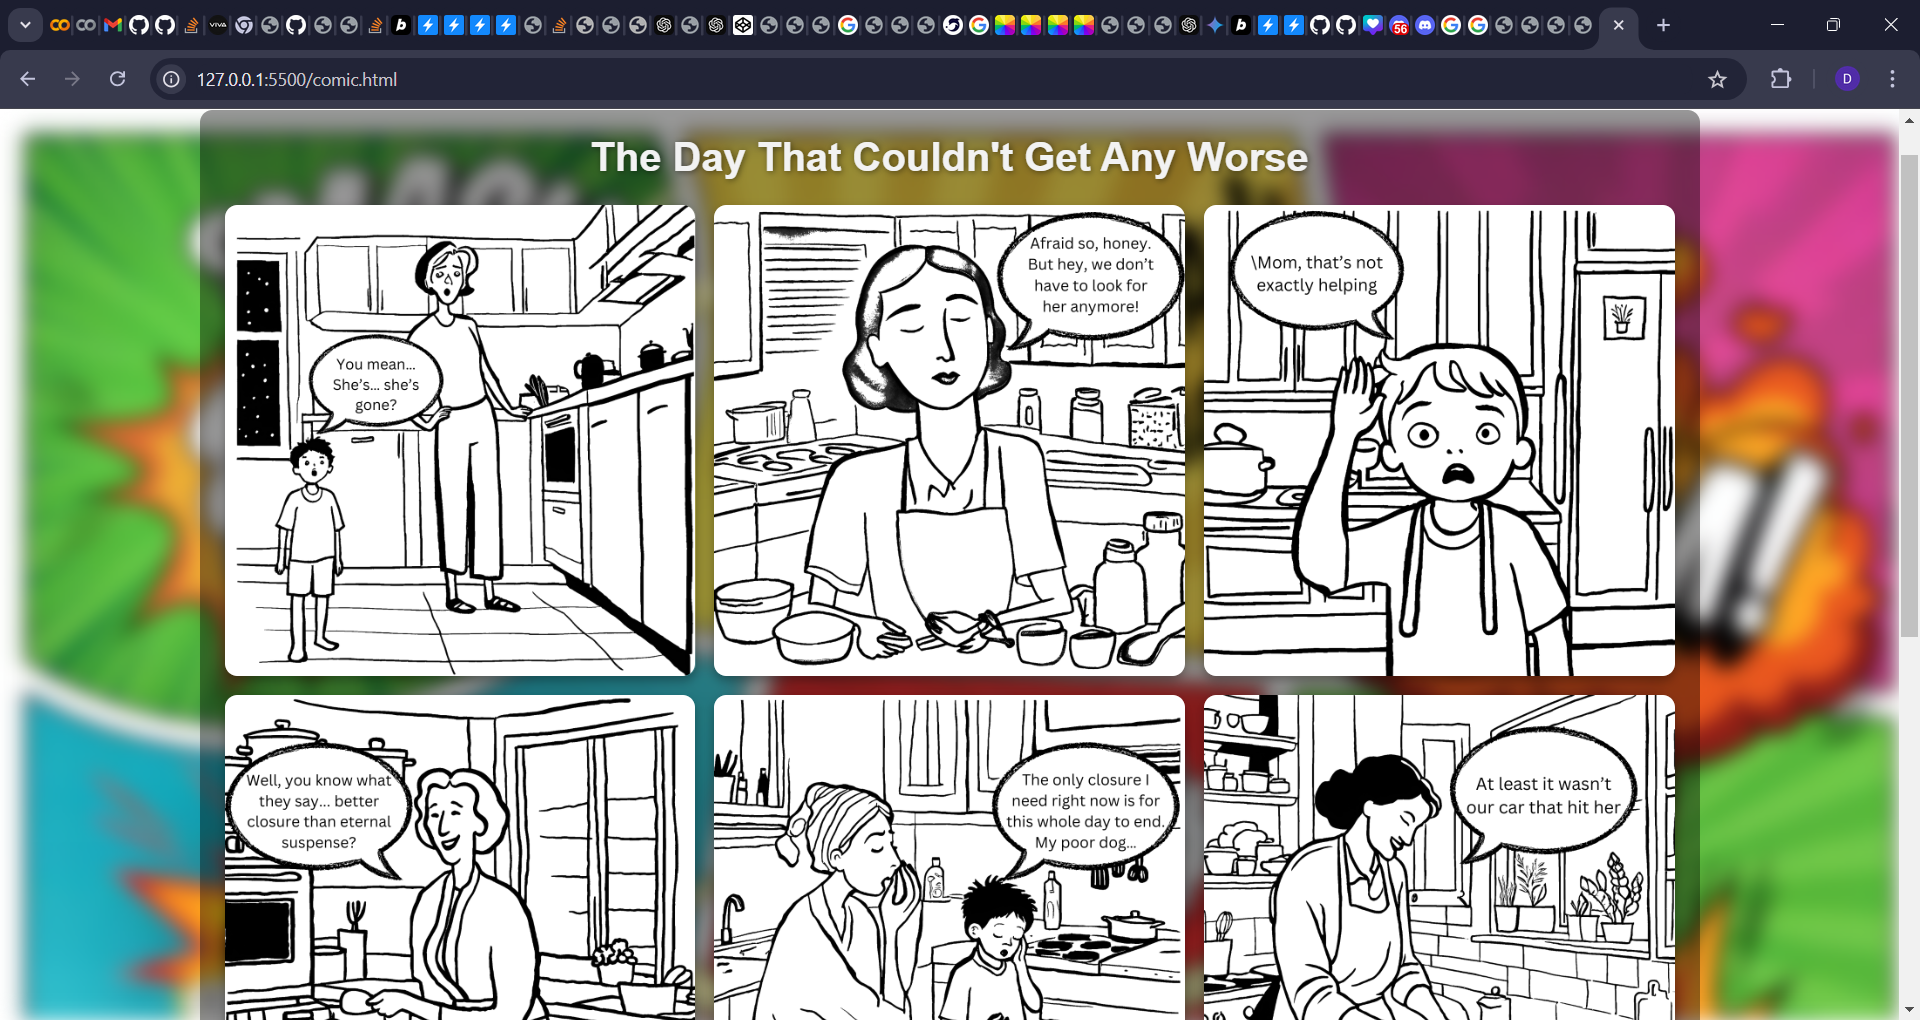 VIVA
56
127.0.0.1:5500/comic.html
D
The Day That Couldn't Get Any Worse
You mean...
She's... she's
gone?
Afraid so, honey.
But hey, we don't
have to look for
her anymore!
\Mom, that's not
exactly helping
Well, you know what
they say... better
closure than eternal
suspense?
The only closure I
need right now is for
this whole day to end.
My poor dog...
At least it wasn't
our car that hit her